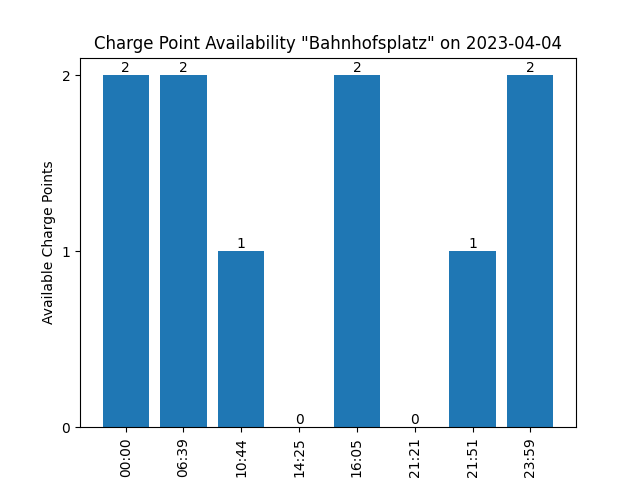 Charge Point Availability "Bahnhofsplatz" on 2023-04-04
2 2 1 0 2 0 1 2
Available Charge Points
2
1
0
00:00 06:39 10:44 14:25 16:05 21:21 21:51 23:59